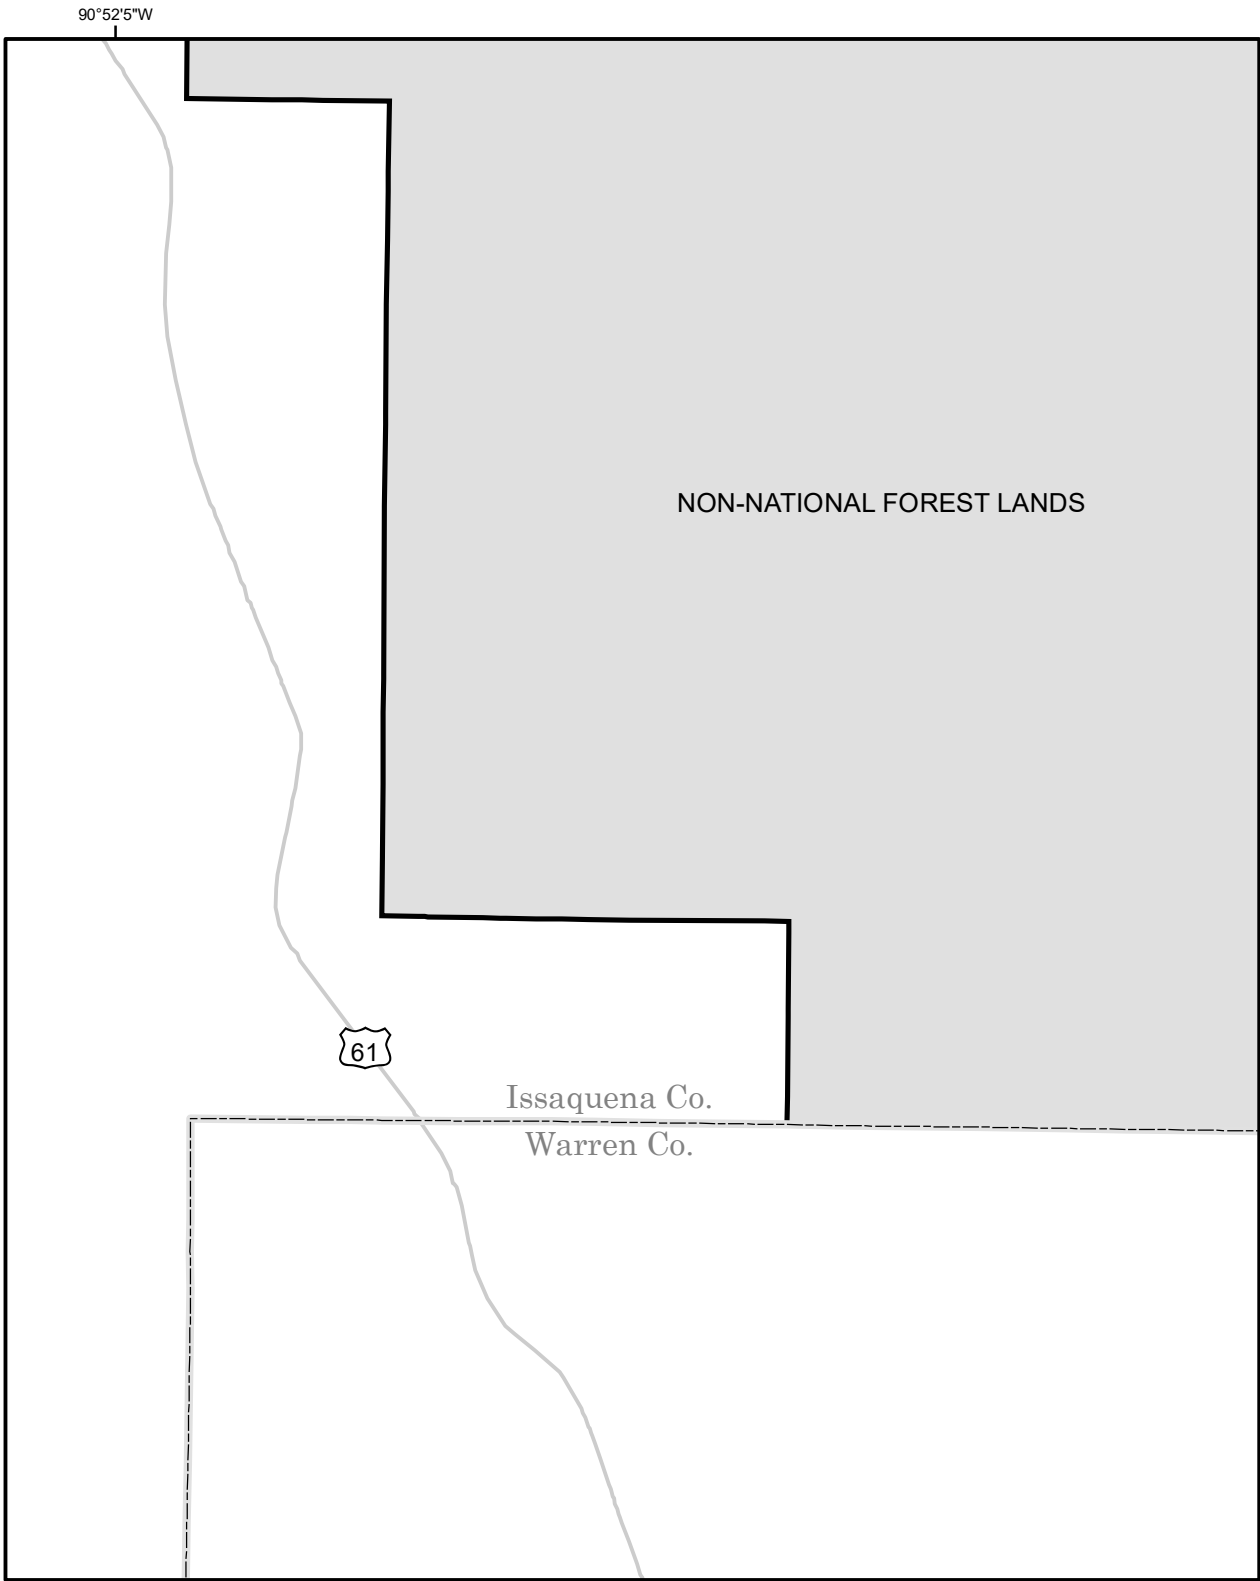 90°52'5"W
NON-NATIONAL FOREST LANDS
61
Issaquena Co.
Warren Co.